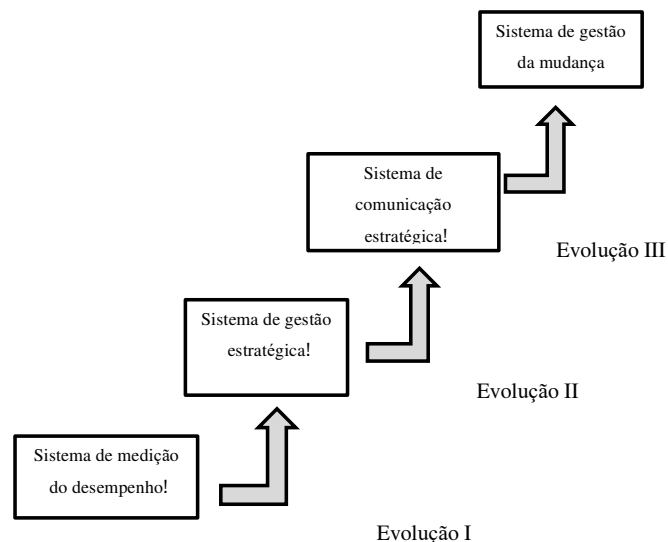 Sistema de gestão
da mudança
Sistema de
comunicação
estratégica!
Evolução III
Sistema de gestão
estratégica!
Evolução II
Sistema de medição
do desempenho!
Evolução I